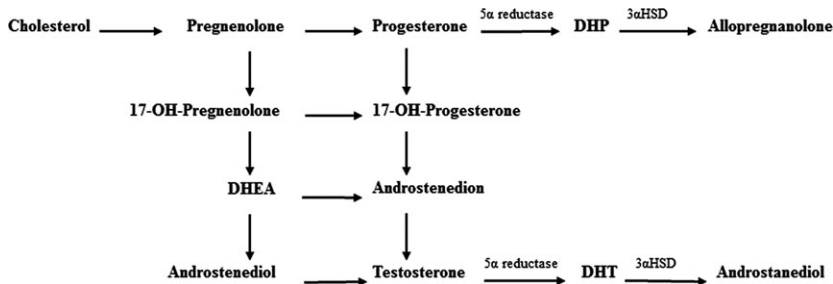 Cholesterol Pregnenolone Progesterone 5α reductase DHP 3αHSD Allopregnanolone
17-OH-Pregnenolone 17-OH-Progesterone
DHEA Androstenedion
Androstenediol Testosterone 5α reductase DHT 3αHSD Androstanediol